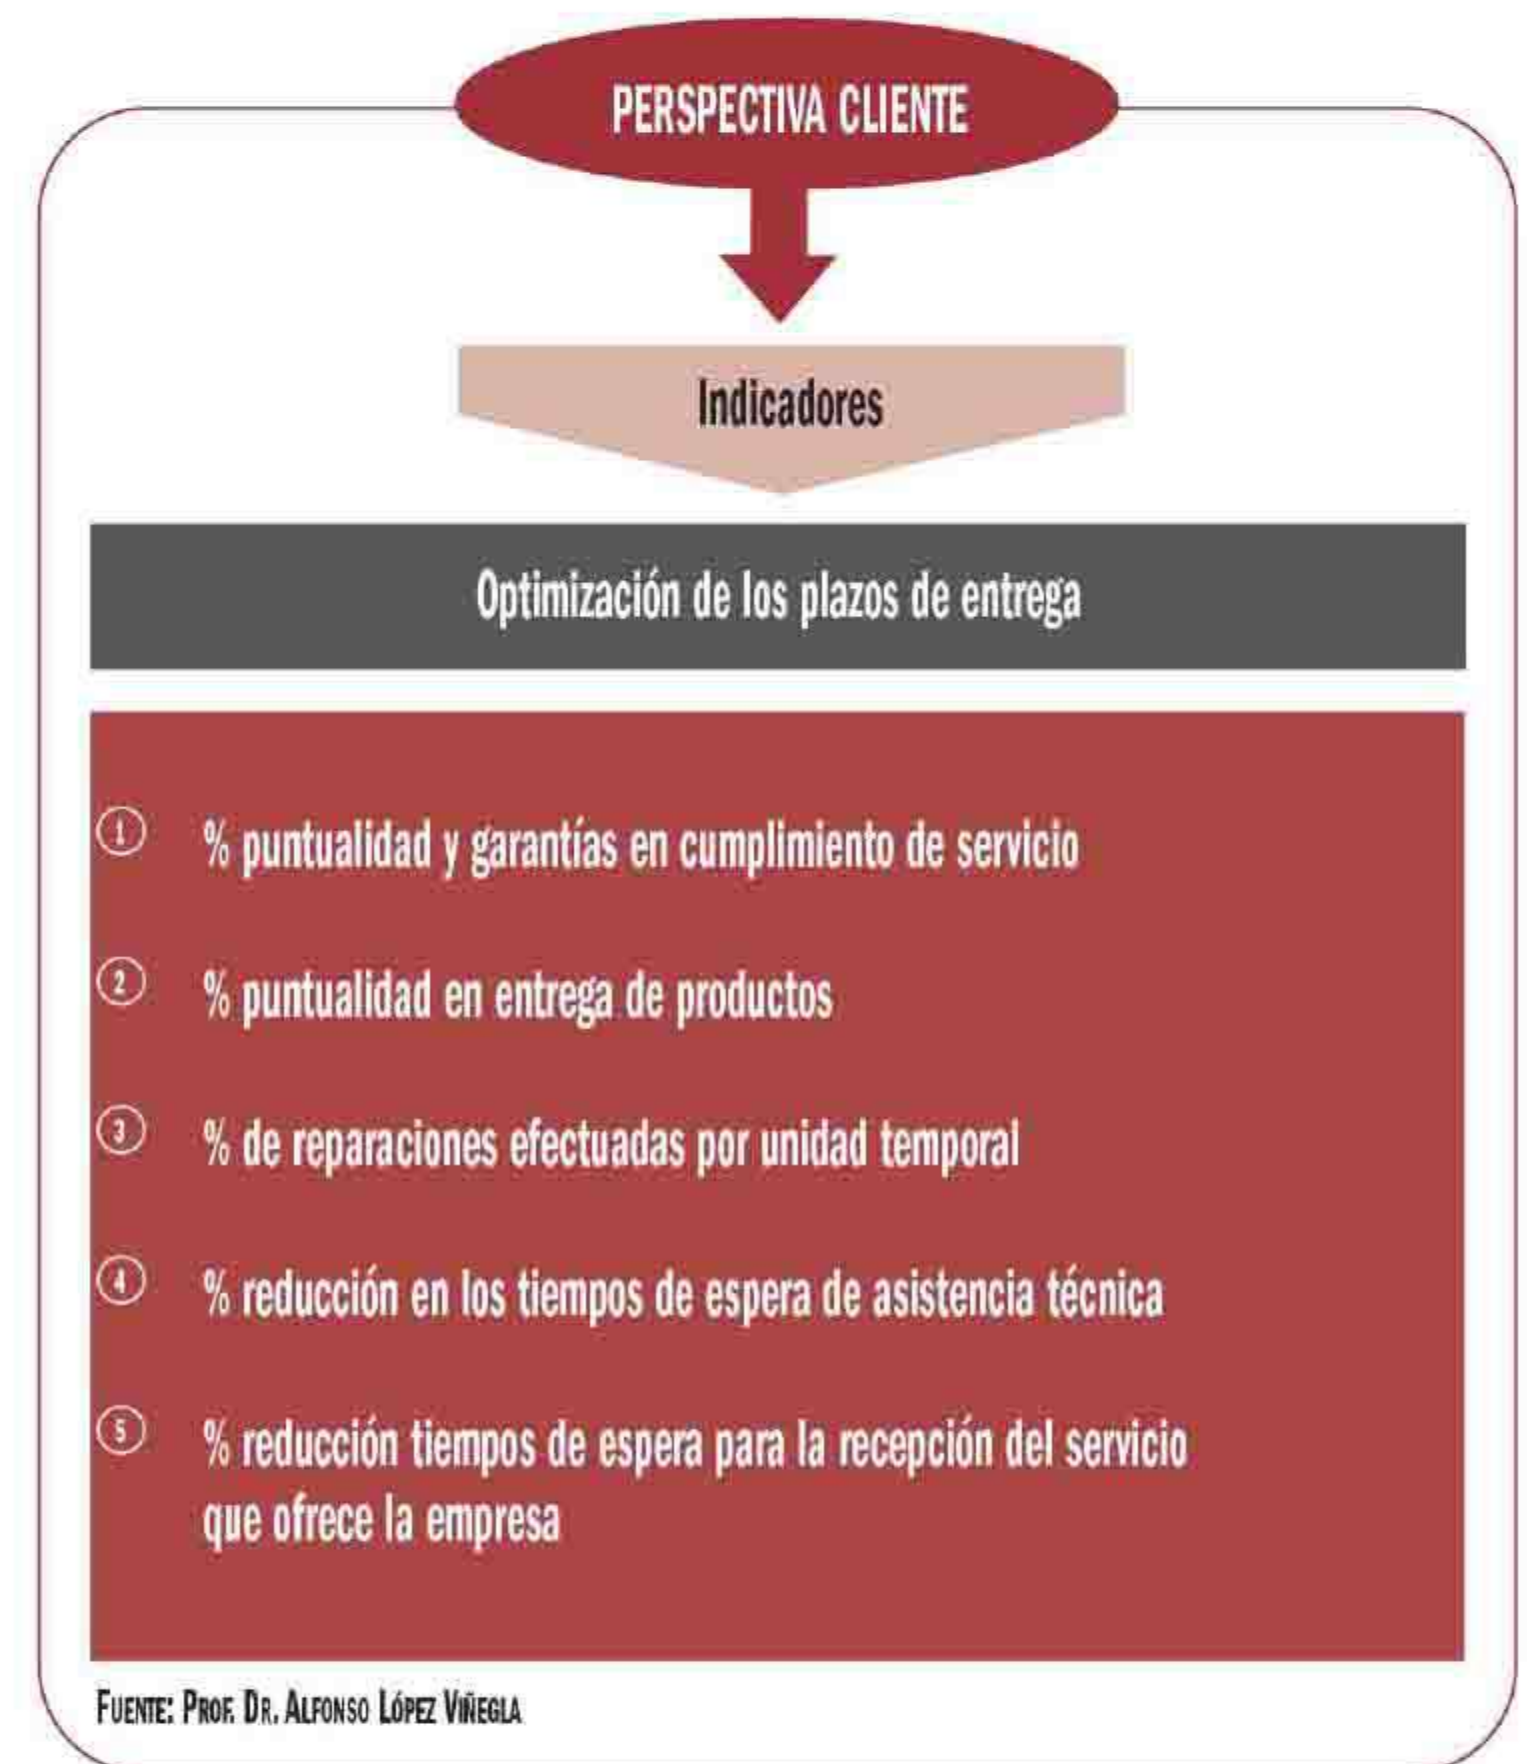 PERSPECTIVA CLIENTE
Indicadores
Optimización de los plazos de entrega
1 % puntualidad y garantías en cumplimiento de servicio
2 % puntualidad en entrega de productos
3 % de reparaciones efectuadas por unidad temporal
4 % reducción en los tiempos de espera de asistencia técnica
5 % reducción tiempos de espera para la recepción del servicio
que ofrece la empresa
FUENTE: PROF. DR. ALFONSO LÓPEZ VIÑEGLA